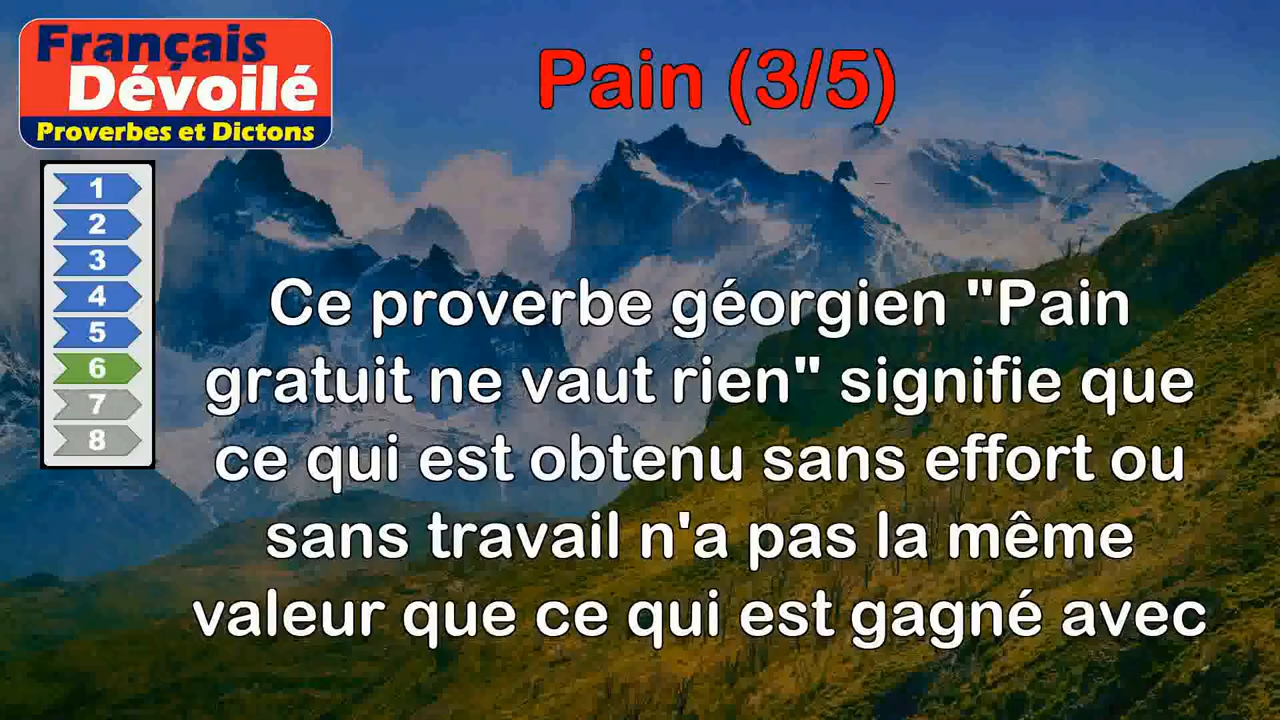 Français
Dévoilé
Proverbes et Dictons
Pain (3/5)
1
2
3
4
5
6
7
8
Ce proverbe géorgien "Pain
gratuit ne vaut rien" signifie que
ce qui est obtenu sans effort ou
sans travail n'a pas la même
valeur que ce qui est gagné avec